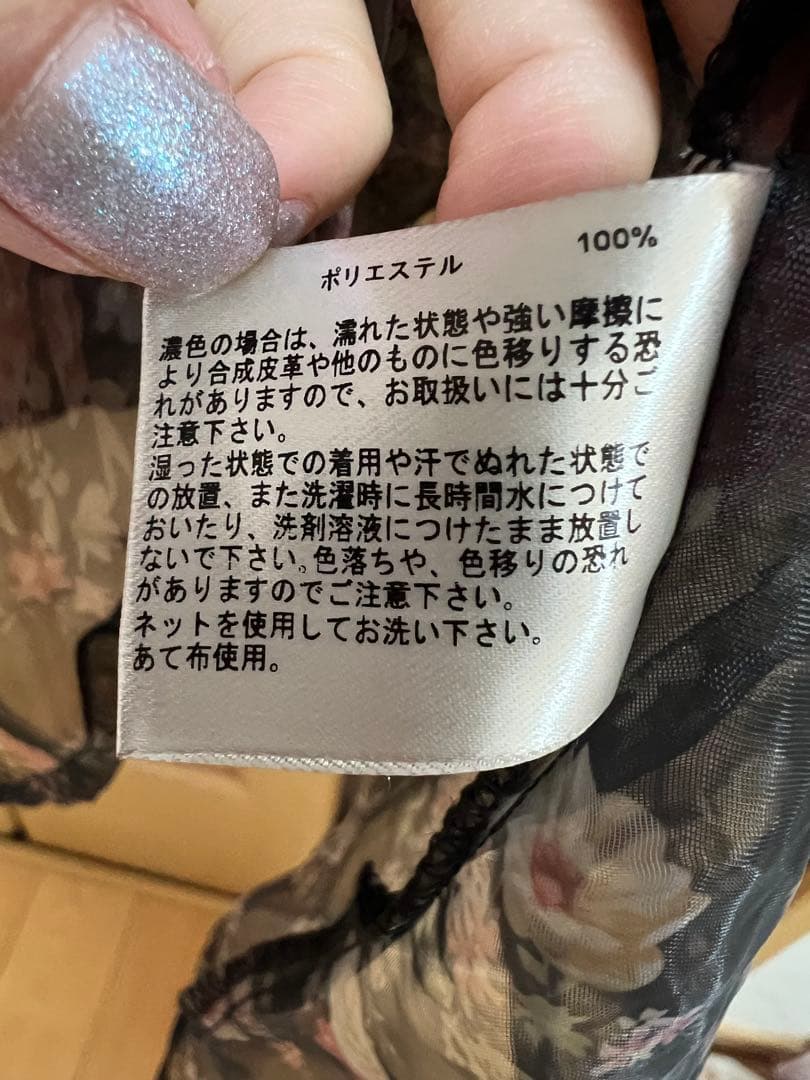 100%
ポリエステル
濃色の場合は、濡れた状態や強い摩擦に
より合成皮革や他のものに色移りする恐
れがありますので、お取扱いには十分ご
注意下さい。
湿った状態での着用や汗でぬれた状態で
の放置、また洗濯時に長時間水につけて
おいたり、洗剤溶液につけたまま放置し
ないで下さい。色落ちや、色移りの恐れ
がありますのでご注意下さい。
ネットを使用してお洗い下さい。
あて布使用。